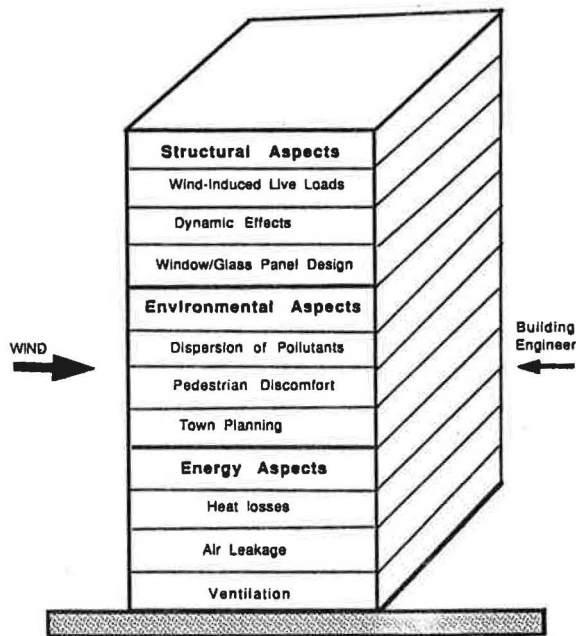 Structural Aspects
Wind-Induced Live Loads
Dynamic Effects
Window/Glass Panel Design
Environmental Aspects
WIND
Dispersion of Pollutants
Building
Engineer
Pedestrian Discomfort
Town Planning
Energy Aspects
Heat losses
Air Leakage
Ventilation